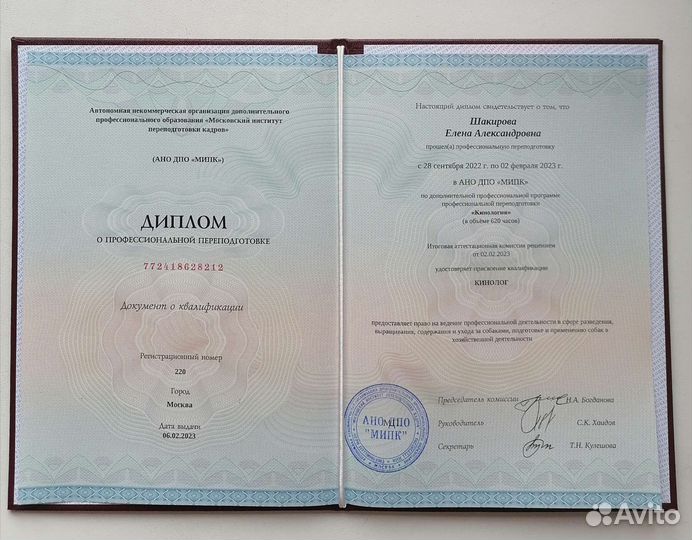 Автономная некоммерческая организация дополнительного
профессионального образования «Московский институт
переподготовки кадров»
(АНО ДПО «МИПК»)
ДИПЛОМ
О ПРОФЕССИОНАЛЬНОЙ ПЕРЕПОДГОТОВКЕ
772418628212
Документ о квалификации
Регистрационный номер
220
Город
Москва
Дата выдачи
06.02.2023
Настоящий диплом свидетельствует о том, что
Шакирова
Елена Александровна
прошел(а) профессиональную переподготовку
с 28 сентября 2022 г. по 02 февраля 2023 г.
в АНО ДПО «МИПК»
по дополнительной профессиональной программе
профессиональной переподготовки
«Кинология»
(в объёме 620 часов)
Итоговая аттестационная комиссия решением
от 02.02.2023
удостоверяет присвоение квалификации
КИНОЛОГ
предоставляет право на ведение профессиональной деятельности в сфере разведения,
выращивания, содержания и ухода за собаками, подготовке и применению собак в
хозяйственной деятельности
Председатель комиссии Н.А. Богданова
Руководитель С.К. Хаидов
Секретарь Т.Н. Кулешова
М.
АНО ДПО
"МИПК"
Avito